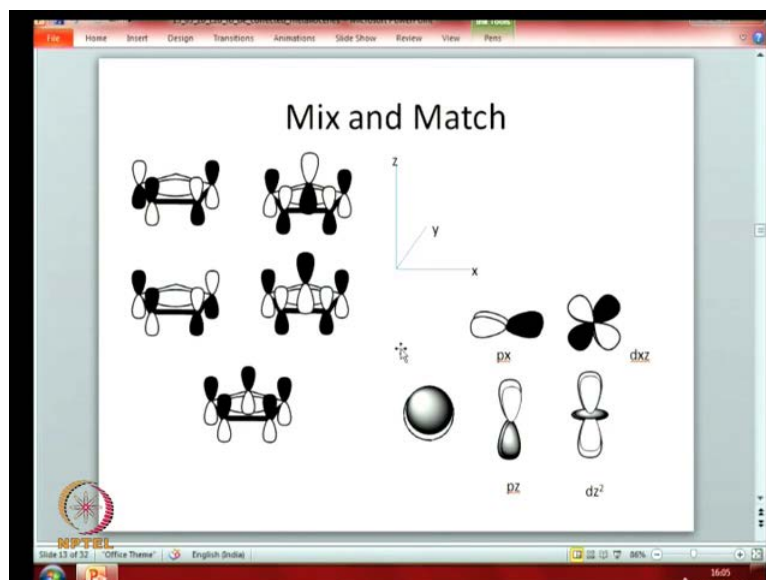 File Home Insert Design Transitions Animations Slide Show Review View Pens
Mix and Match
z
y
x
px
dxz
pz
dz²
NPTEL
Slide 13 of 32 "Office Theme" English (India) 86%
16:05